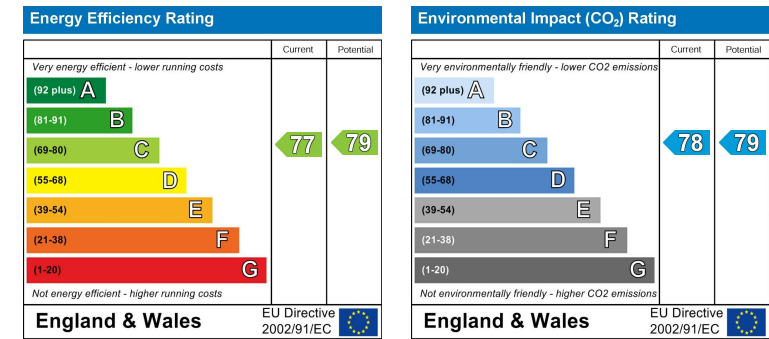 Energy Efficiency Rating
Current Potential
Very energy efficient - lower running costs
(92 plus) A
(81-91) B
(69-80) C
77 79
(55-68) D
(39-54) E
(21-38) F
(1-20) G
Not energy efficient - higher running costs
England & Wales
EU Directive
2002/91/EC
Environmental Impact (CO₂) Rating
Current Potential
Very environmentally friendly - lower CO2 emissions
(92 plus) A
(81-91) B
(69-80) C
78 79
(55-68) D
(39-54) E
(21-38) F
(1-20) G
Not environmentally friendly - higher CO2 emissions
England & Wales
EU Directive
2002/91/EC